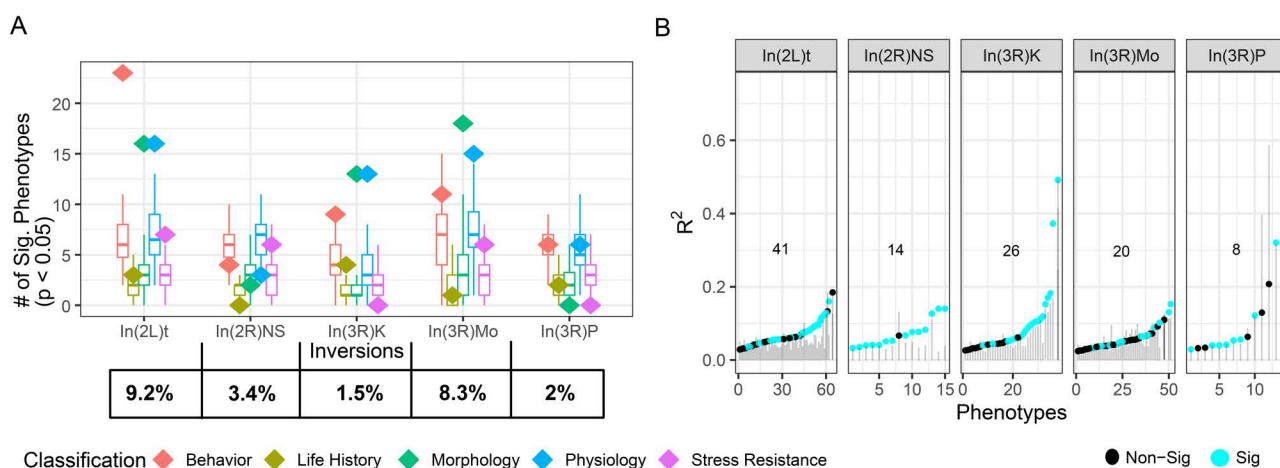 A
# of Sig. Phenotypes
(p < 0.05)
20
15
10
5
0
In(2L)t
In(2R)NS
In(3R)K
In(3R)Mo
In(3R)P
Inversions
9.2%
3.4%
1.5%
8.3%
2%
Classification
Behavior
Life History
Morphology
Physiology
Stress Resistance
B
In(2L)t
In(2R)NS
In(3R)K
In(3R)Mo
In(3R)P
R²
0.6
0.4
0.2
0.0
41
14
26
20
8
0 30 60
5 10 15
0 20
0 25 50
5 10
Phenotypes
Non-Sig
Sig